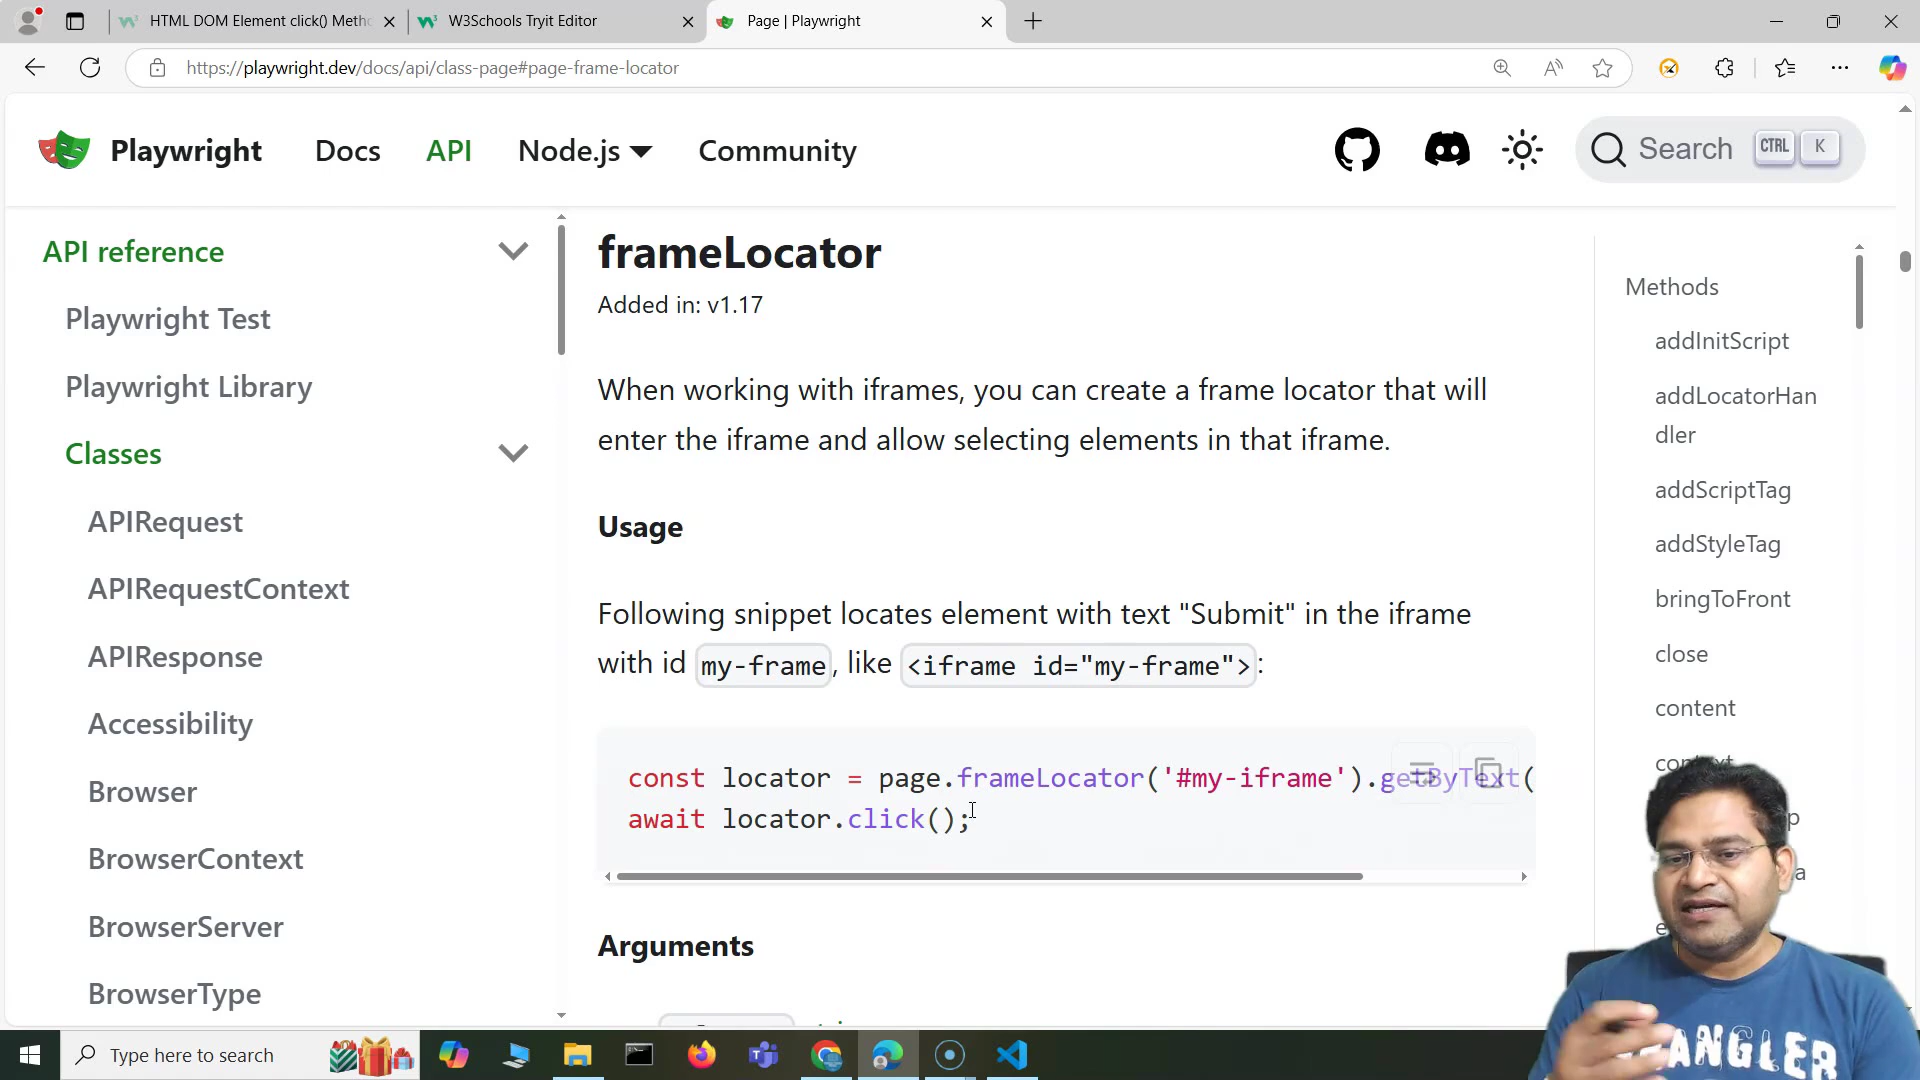 HTML DOM Element click() Metho
W3Schools Tryit Editor
Page | Playwright
https://playwright.dev/docs/api/class-page#page-frame-locator
Playwright
Docs
API
Node.js
Community
Search
CTRL
K
API reference
Playwright Test
Playwright Library
Classes
APIRequest
APIRequestContext
APIResponse
Accessibility
Browser
BrowserContext
BrowserServer
BrowserType
frameLocator
Added in: v1.17
When working with iframes, you can create a frame locator that will
enter the iframe and allow selecting elements in that iframe.
Usage
Following snippet locates element with text "Submit" in the iframe
with id my-frame, like <iframe id="my-frame">:
const locator = page.frameLocator('#my-iframe').getByText(
await locator.click();
Arguments
Methods
addInitScript
addLocatorHan
dler
addScriptTag
addStyleTag
bringToFront
close
content
context
Type here to search